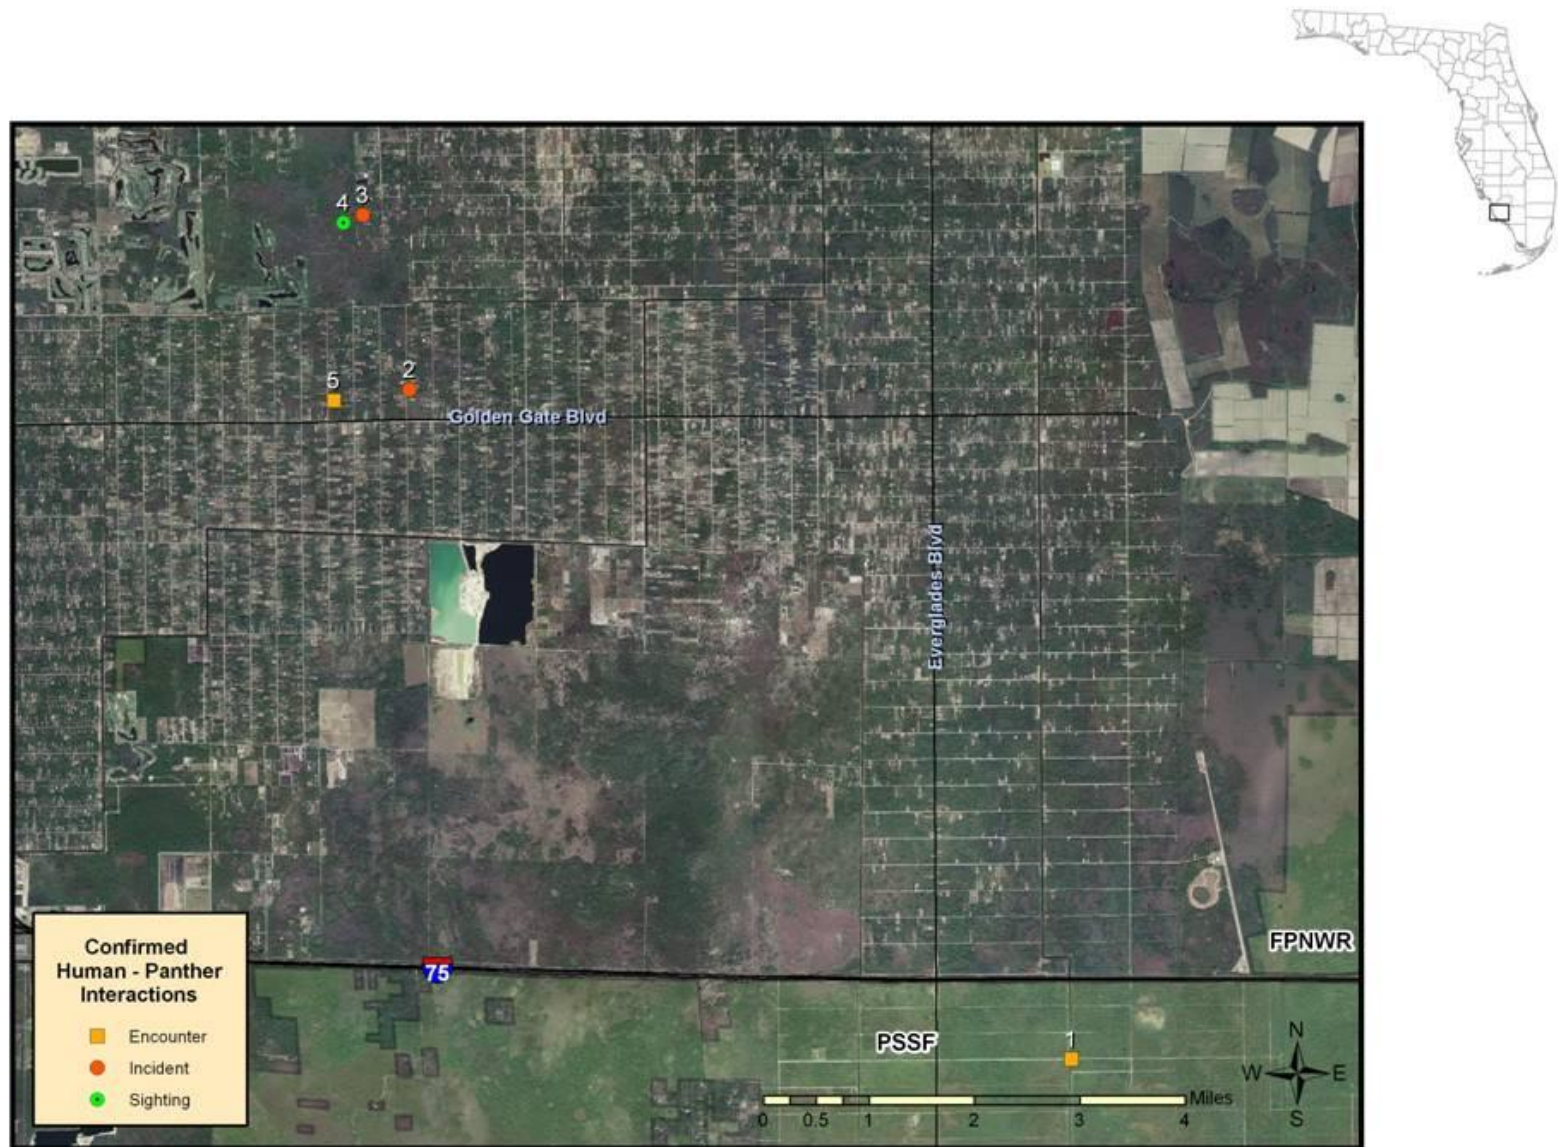 4 3
5 2
Golden Gate Blvd
Everglades Blvd
FPNWR
75
PSSF
1
Confirmed
Human - Panther
Interactions
Encounter
Incident
Sighting
N
W E
S
Miles
0 0.5 1 2 3 4